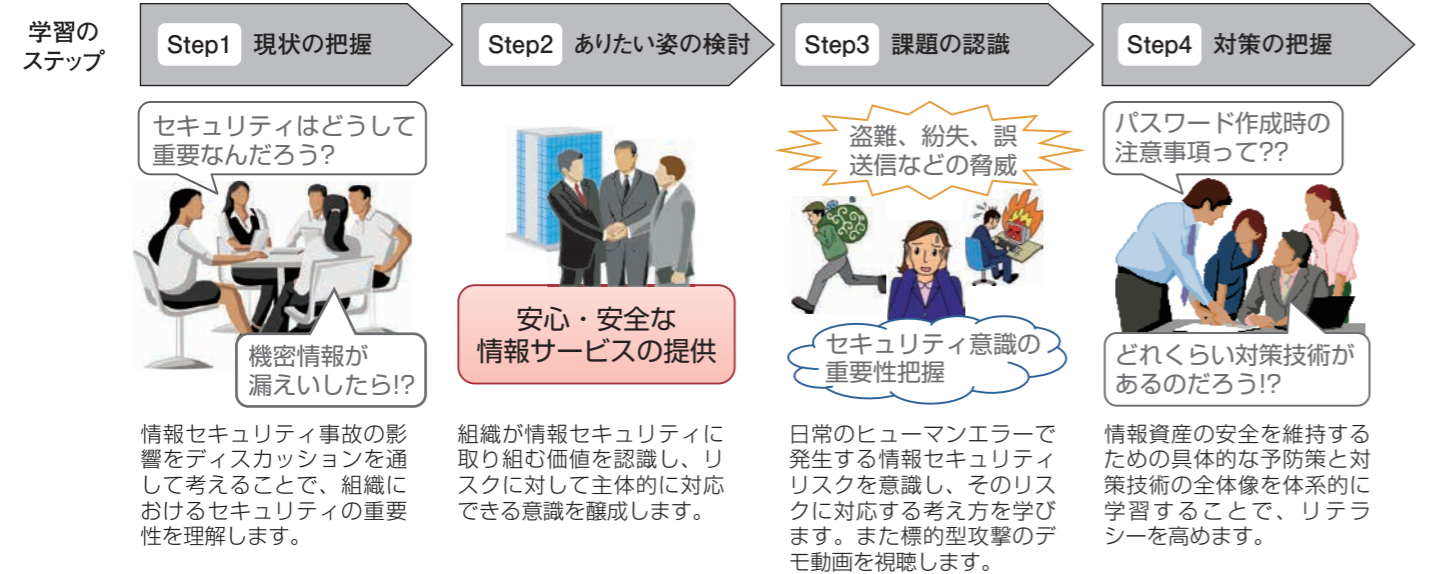 学習の
ステップ
Step1 現状の把握
Step2 ありたい姿の検討
Step3 課題の認識
Step4 対策の把握
セキュリティはどうして
重要なんだろう?
機密情報が
漏えいしたら!?
情報セキュリティ事故の影
響をディスカッションを通
して考えることで、組織に
おけるセキュリティの重要
性を理解します。
安心・安全な
情報サービスの提供
組織が情報セキュリティに
取り組む価値を認識し、リ
スクに対して主体的に対応
できる意識を醸成します。
盗難、紛失、誤
送信などの脅威
セキュリティ意識の
重要性把握
日常のヒューマンエラーで
発生する情報セキュリティ
リスクを意識し、そのリス
クに対応する考え方を学び
ます。また標的型攻撃のデ
モ動画を視聴します。
パスワード作成時の
注意事項って??
どれくらい対策技術が
あるのだろう!?
情報資産の安全を維持する
ための具体的な予防策と対
策技術の全体像を体系的に
学習することで、リテラ
シーを高めます。